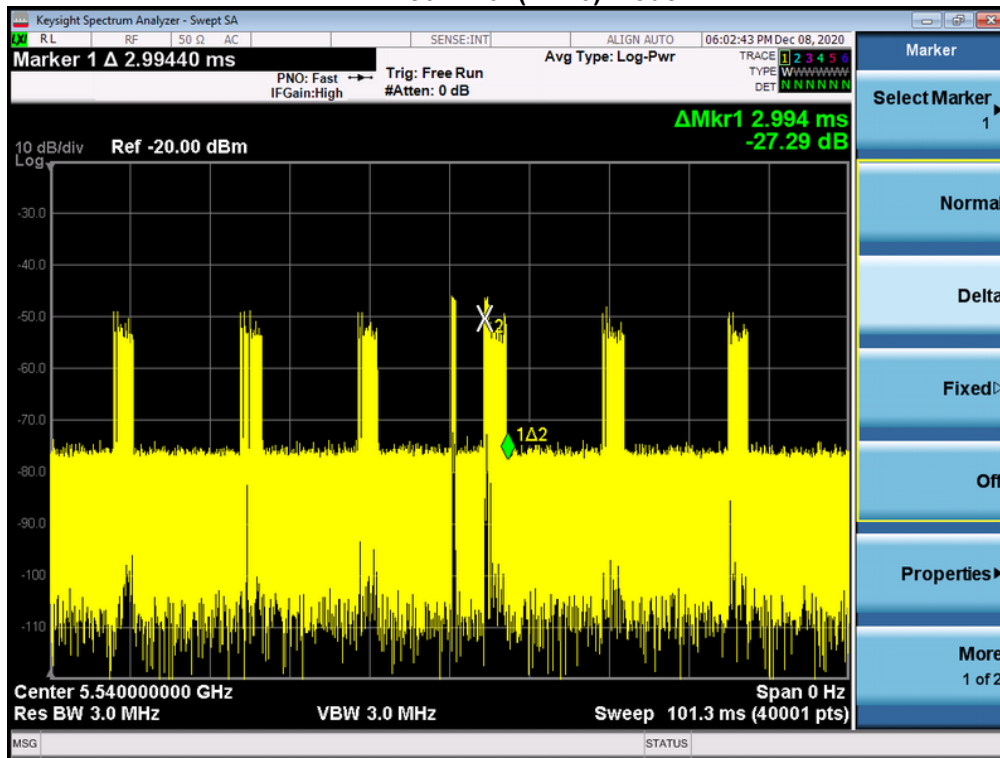 Keysight Spectrum Analyzer - Swept SA
LXI RL RF 50 Ω AC SENSE:INT ALIGN AUTO 06:02:43 PM Dec 08, 2020
Marker 1 Δ 2.99440 ms
PNO: Fast
IFGain:High
Trig: Free Run
#Atten: 0 dB
Avg Type: Log-Pwr
TRACE 1 2 3 4 5 6
TYPE WWWWWW
DET N N N N N N
ΔMkr1 2.994 ms
-27.29 dB
10 dB/div Ref -20.00 dBm
Log
-30.0
-40.0
-50.0
-60.0
-70.0
-80.0
-90.0
-100
-110
X2
1Δ2
Center 5.540000000 GHz Span 0 Hz
Res BW 3.0 MHz VBW 3.0 MHz Sweep 101.3 ms (40001 pts)
MSG STATUS
Marker
Select Marker
1
Normal
Delta
Fixed
Off
Properties
More
1 of 2